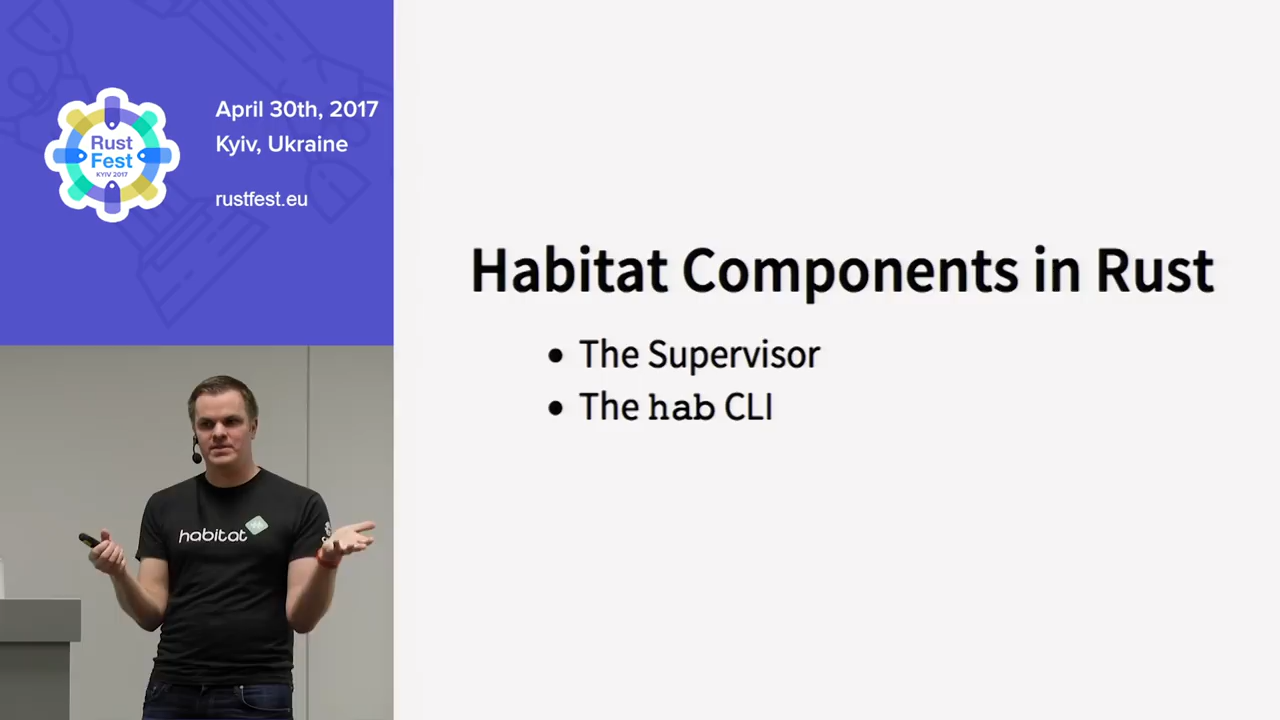 April 30th, 2017
Kyiv, Ukraine
rustfest.eu
Rust
Fest
KYIV 2017
Habitat Components in Rust
• The Supervisor
• The hab CLI
habitat